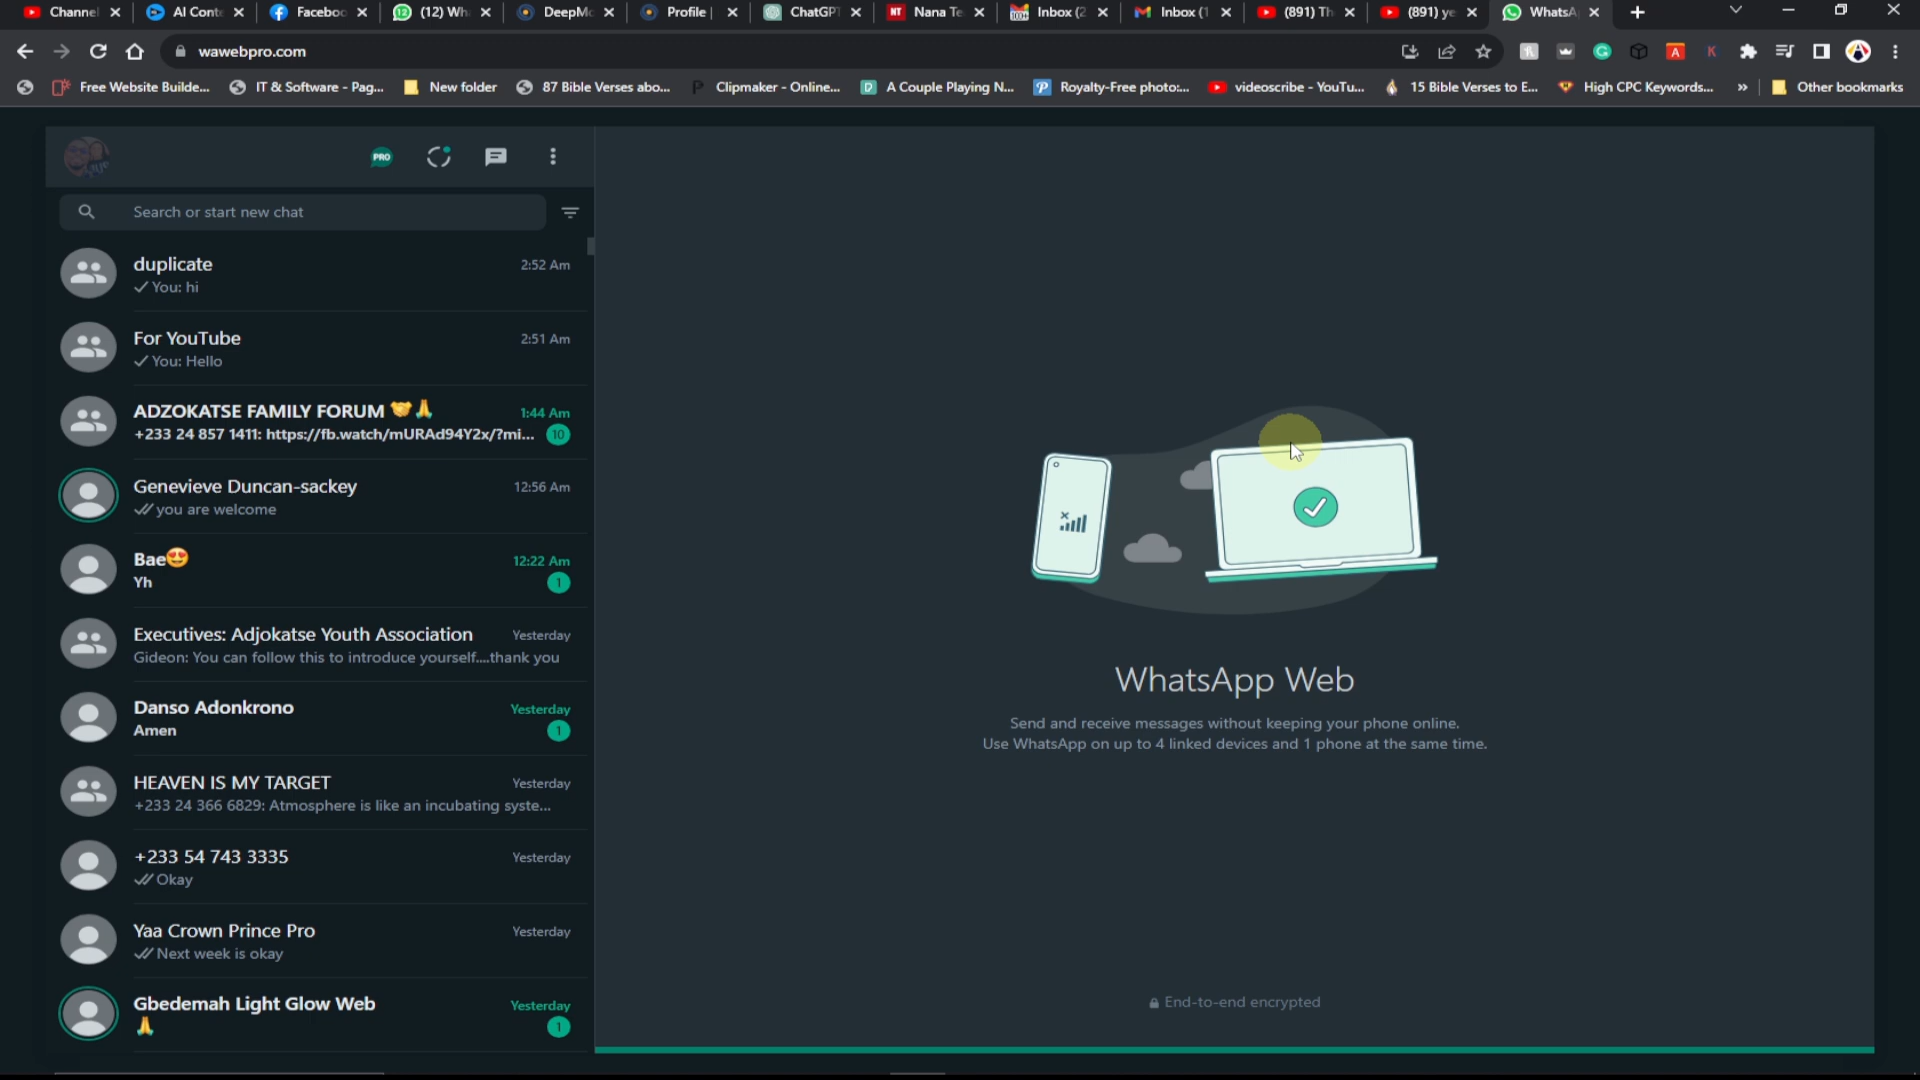 Channel
AI Cont
Facebo
(12) Wh
DeepM
Profile |
ChatGP
NT Nana Te
Inbox (2
Inbox (1
(891) Th
(891) ye
WhatsA
wawebpro.com
Free Website Builde...
IT & Software - Pag...
New folder
87 Bible Verses abo...
Clipmaker - Online...
A Couple Playing N...
Royalty-Free photo:...
videoscribe - YouTu...
15 Bible Verses to E...
High CPC Keywords...
»
Other bookmarks
PRO
Search or start new chat
duplicate 2:52 Am
You: hi
For YouTube 2:51 Am
You: Hello
ADZOKATSE FAMILY FORUM 🤝🙏 1:44 Am
+233 24 857 1411: https://fb.watch/mURAd94Y2x/?mi... 10
Genevieve Duncan-sackey 12:56 Am
you are welcome
Bae😍 12:22 Am
Yh 1
Executives: Adjokatse Youth Association Yesterday
Gideon: You can follow this to introduce yourself....thank you
Danso Adonkrono Yesterday
Amen 1
HEAVEN IS MY TARGET Yesterday
+233 24 366 6829: Atmosphere is like an incubating syste...
+233 54 743 3335 Yesterday
Okay
Yaa Crown Prince Pro Yesterday
Next week is okay
Gbedemah Light Glow Web Yesterday
🙏 1
WhatsApp Web
Send and receive messages without keeping your phone online.
Use WhatsApp on up to 4 linked devices and 1 phone at the same time.
End-to-end encrypted